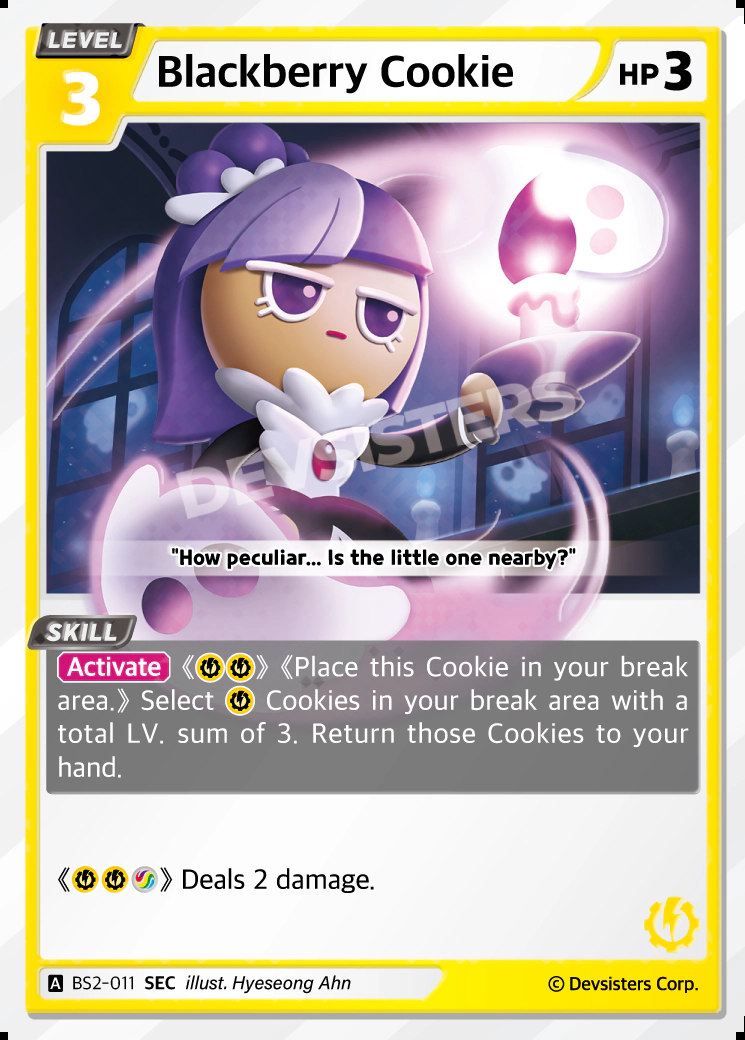 LEVEL
3
Blackberry Cookie
HP 3
DEVSISTERS
"How peculiar... Is the little one nearby?"
SKILL
Activate 《》《Place this Cookie in your break
area.》 Select Cookies in your break area with a
total LV. sum of 3. Return those Cookies to your
hand.
《》 Deals 2 damage.
A BS2-011 SEC illust. Hyeseong Ahn
© Devsisters Corp.